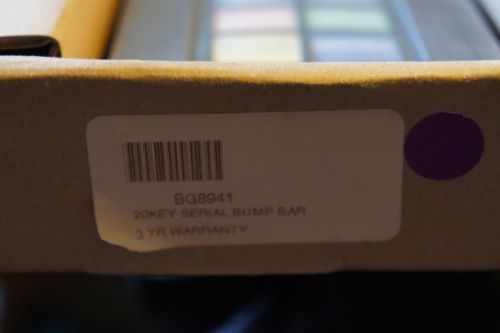 BG8941
20KEY SERIAL BUMP BAR
3 YR WARRANTY